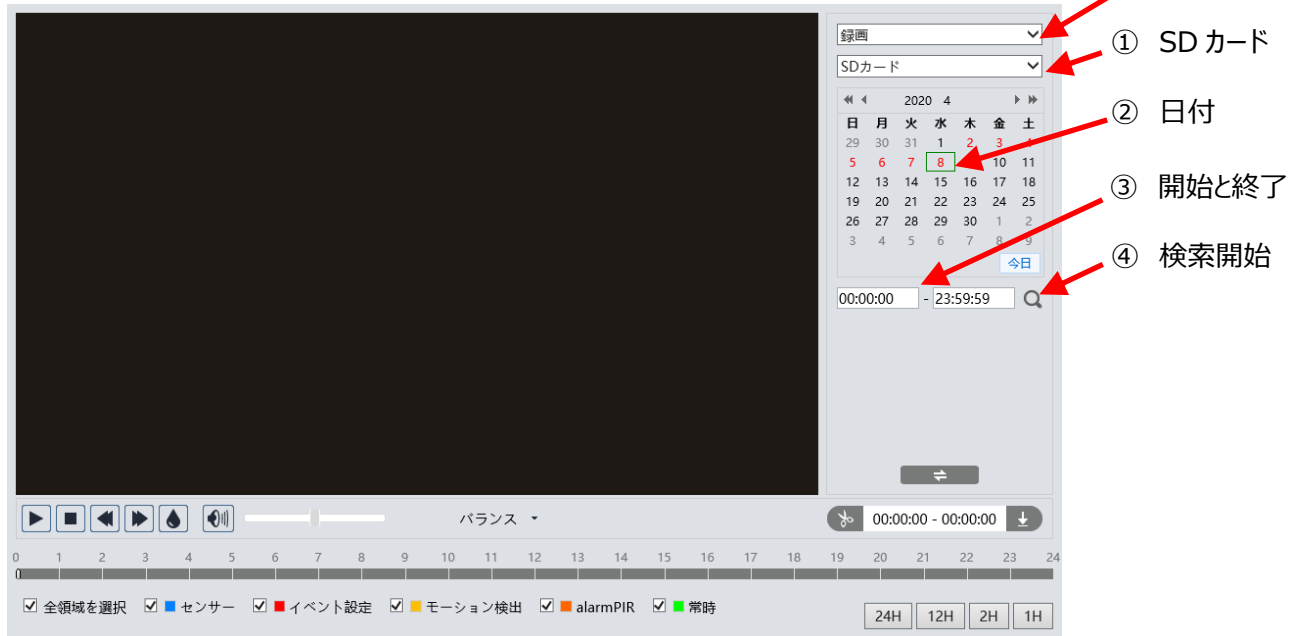 録画
① SD カード
SDカード
2020 4
② 日付
日 月 火 水 木 金 土
29 30 31 1 2 3
5 6 7 8 10 11
12 13 14 15 16 17 18
③ 開始と終了
19 20 21 22 23 24 25
26 27 28 29 30 1 2
3 4 5 6 7 8 9
④ 検索開始
今日
00:00:00 - 23:59:59
バランス
00:00:00 - 00:00:00
0 1 2 3 4 5 6 7 8 9 10 11 12 13 14 15 16 17 18 19 20 21 22 23 24
全領域を選択 センサー イベント設定 モーション検出 alarmPIR 常時
24H 12H 2H 1H